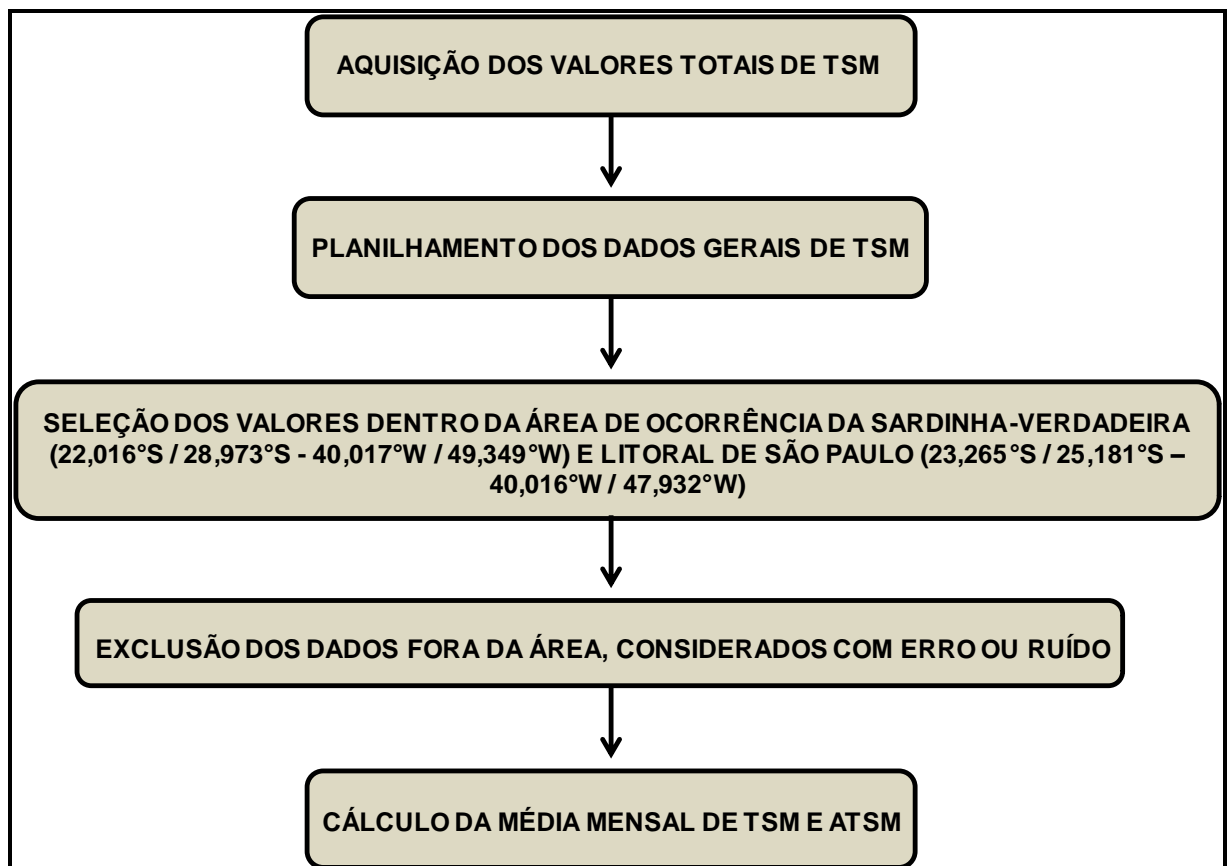 AQUISIÇÃO DOS VALORES TOTAIS DE TSM
PLANILHAMENTO DOS DADOS GERAIS DE TSM
SELEÇÃO DOS VALORES DENTRO DA ÁREA DE OCORRÊNCIA DA SARDINHA-VERDADEIRA
(22,016°S / 28,973°S - 40,017°W / 49,349°W) E LITORAL DE SÃO PAULO (23,265°S / 25,181°S –
40,016°W / 47,932°W)
EXCLUSÃO DOS DADOS FORA DA ÁREA, CONSIDERADOS COM ERRO OU RUÍDO
CÁLCULO DA MÉDIA MENSAL DE TSM E ATSM